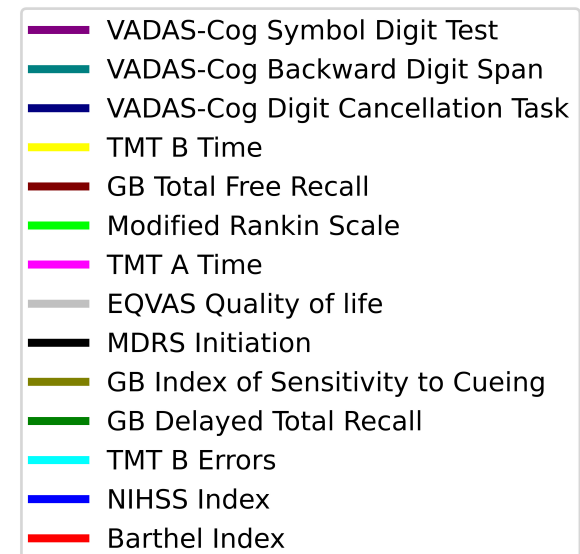 VADAS-Cog Symbol Digit Test
VADAS-Cog Backward Digit Span
VADAS-Cog Digit Cancellation Task
TMT B Time
GB Total Free Recall
Modified Rankin Scale
TMT A Time
EQVAS Quality of life
MDRS Initiation
GB Index of Sensitivity to Cueing
GB Delayed Total Recall
TMT B Errors
NIHSS Index
Barthel Index